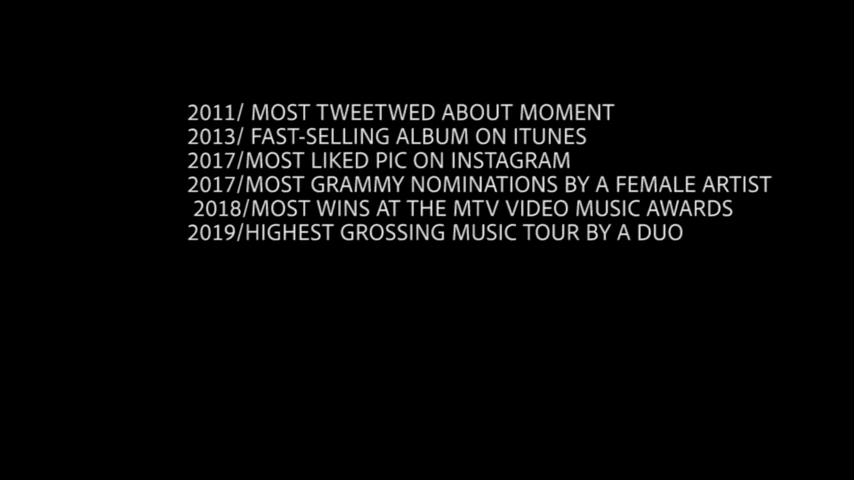 2011/ MOST TWEETWED ABOUT MOMENT
2013/ FAST-SELLING ALBUM ON ITUNES
2017/MOST LIKED PIC ON INSTAGRAM
2017/MOST GRAMMY NOMINATIONS BY A FEMALE ARTIST
2018/MOST WINS AT THE MTV VIDEO MUSIC AWARDS
2019/HIGHEST GROSSING MUSIC TOUR BY A DUO